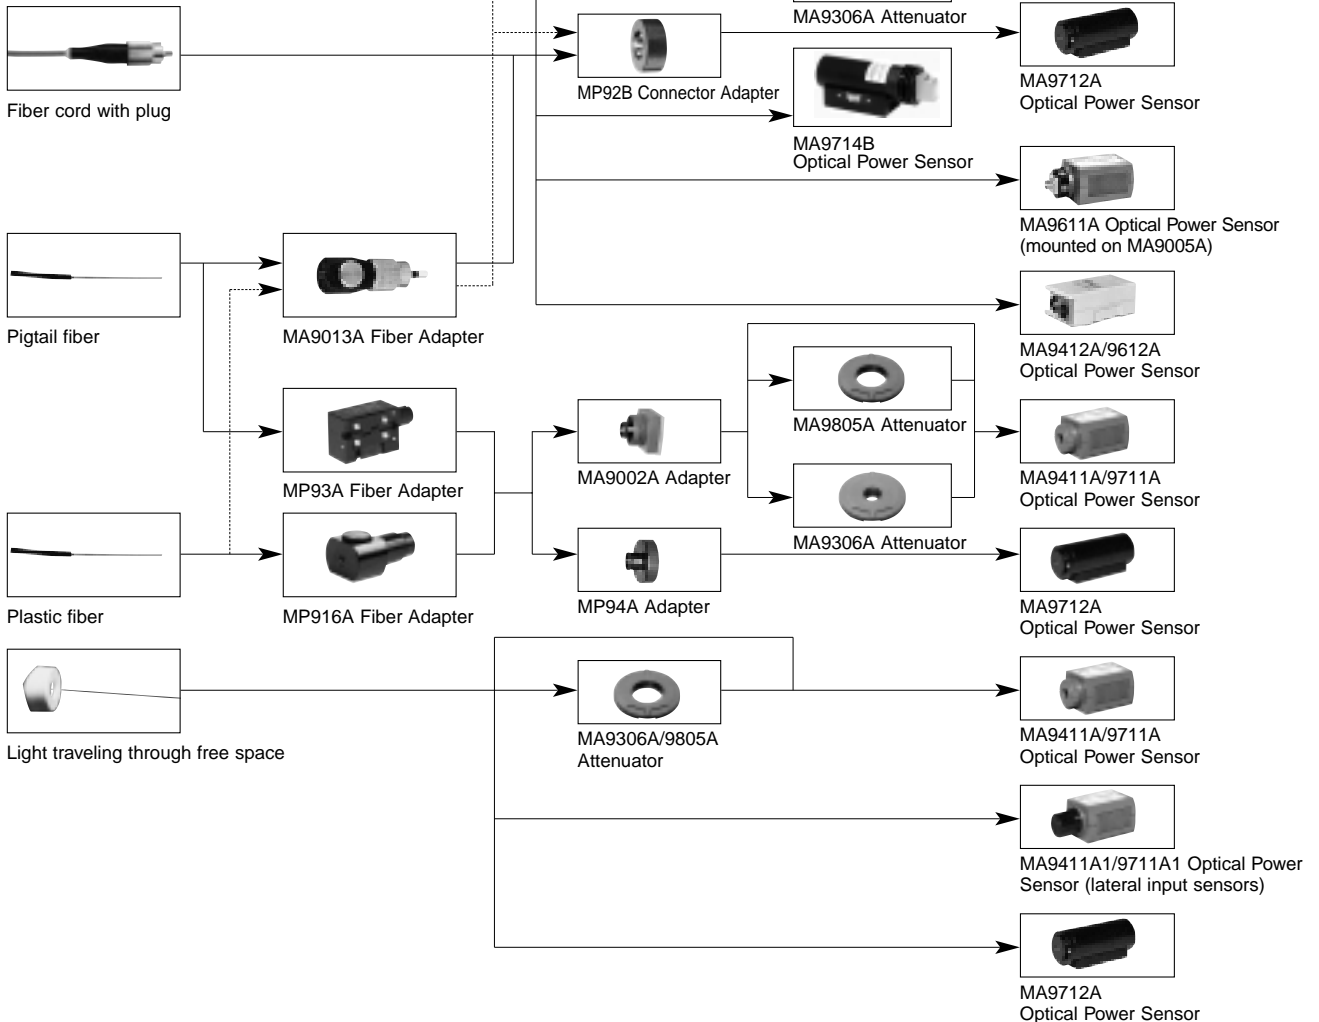 MA9306A Attenuator
MA9712A
Optical Power Sensor
MP92B Connector Adapter
Fiber cord with plug
MA9714B
Optical Power Sensor
MA9611A Optical Power Sensor
(mounted on MA9005A)
Pigtail fiber
MA9013A Fiber Adapter
MA9412A/9612A
Optical Power Sensor
MA9805A Attenuator
MP93A Fiber Adapter
MA9002A Adapter
MA9411A/9711A
Optical Power Sensor
MA9306A Attenuator
Plastic fiber
MP916A Fiber Adapter
MP94A Adapter
MA9712A
Optical Power Sensor
Light traveling through free space
MA9306A/9805A
Attenuator
MA9411A/9711A
Optical Power Sensor
MA9411A1/9711A1 Optical Power
Sensor (lateral input sensors)
MA9712A
Optical Power Sensor